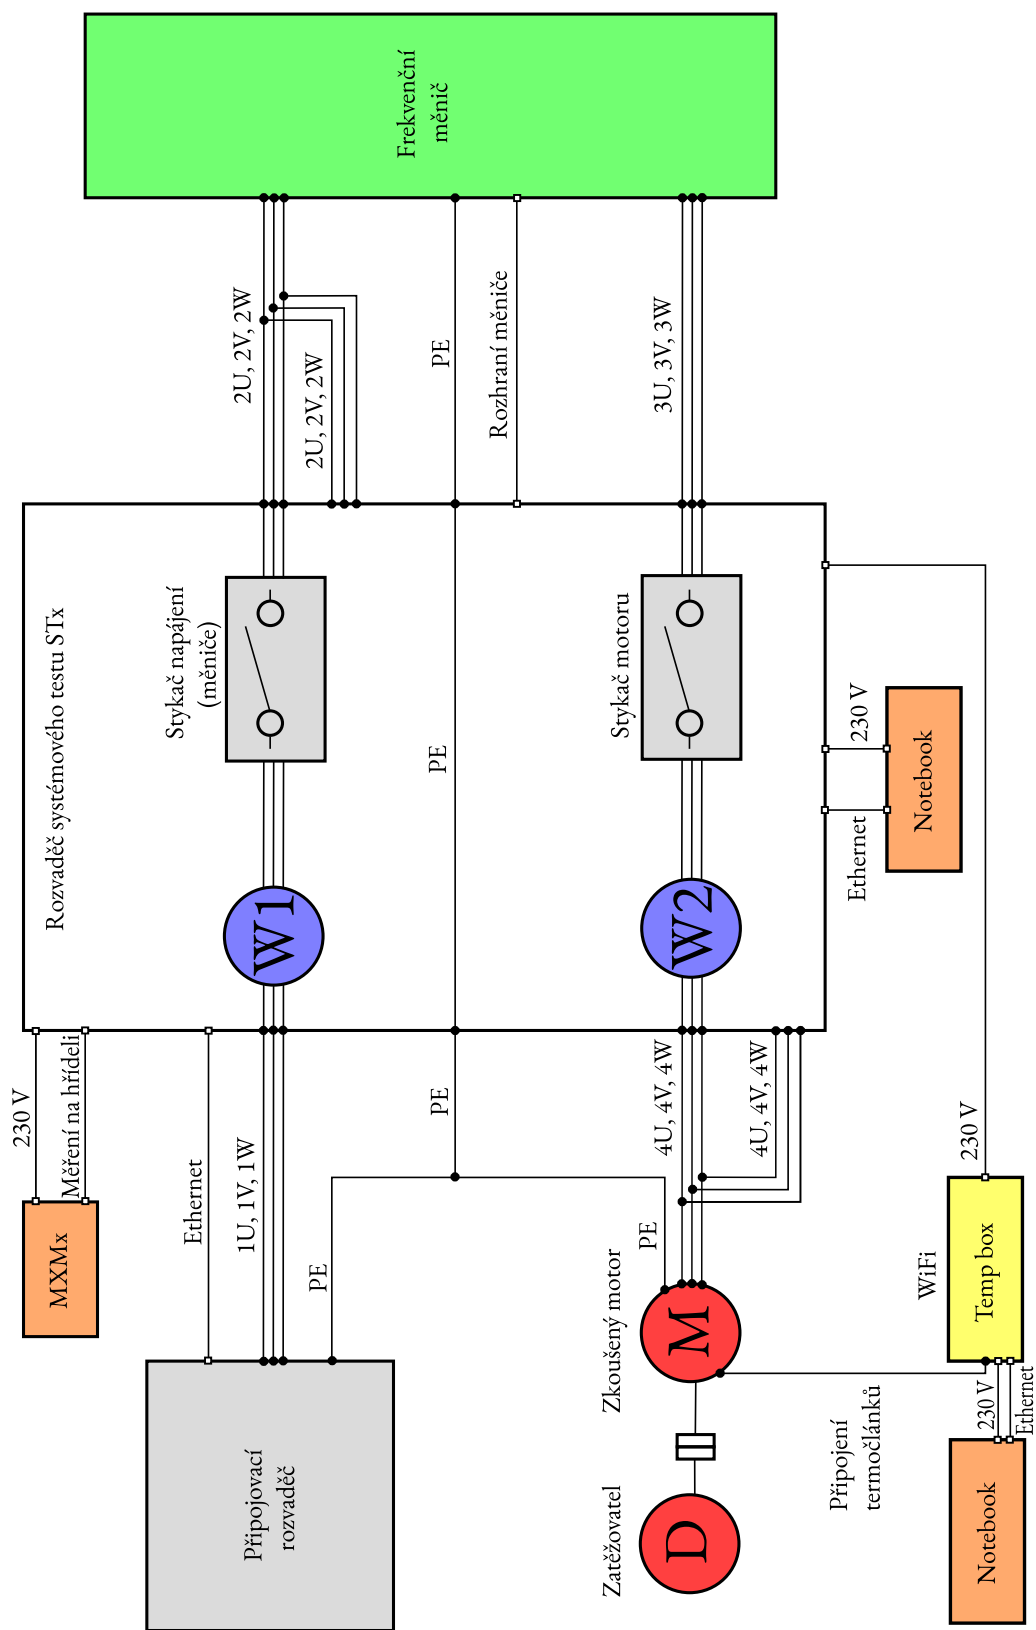 MXMx
230 V
Měření na hřídeli
Rozvaděč systémového testu STx
Připojovací
rozvaděč
Ethernet
1U, 1V, 1W
PE
W1
Stykač napájení
(měniče)
2U, 2V, 2W
2U, 2V, 2W
Frekvenční
měnič
PE
PE
PE
Rozhraní měniče
Zatěžovatel
D
Zkoušený motor
M
PE
4U, 4V, 4W
4U, 4V, 4W
W2
Stykač motoru
3U, 3V, 3W
Připojení
termočlánků
Ethernet
230 V
Notebook
Notebook
230 V
Ethernet
WiFi
Temp box
230 V